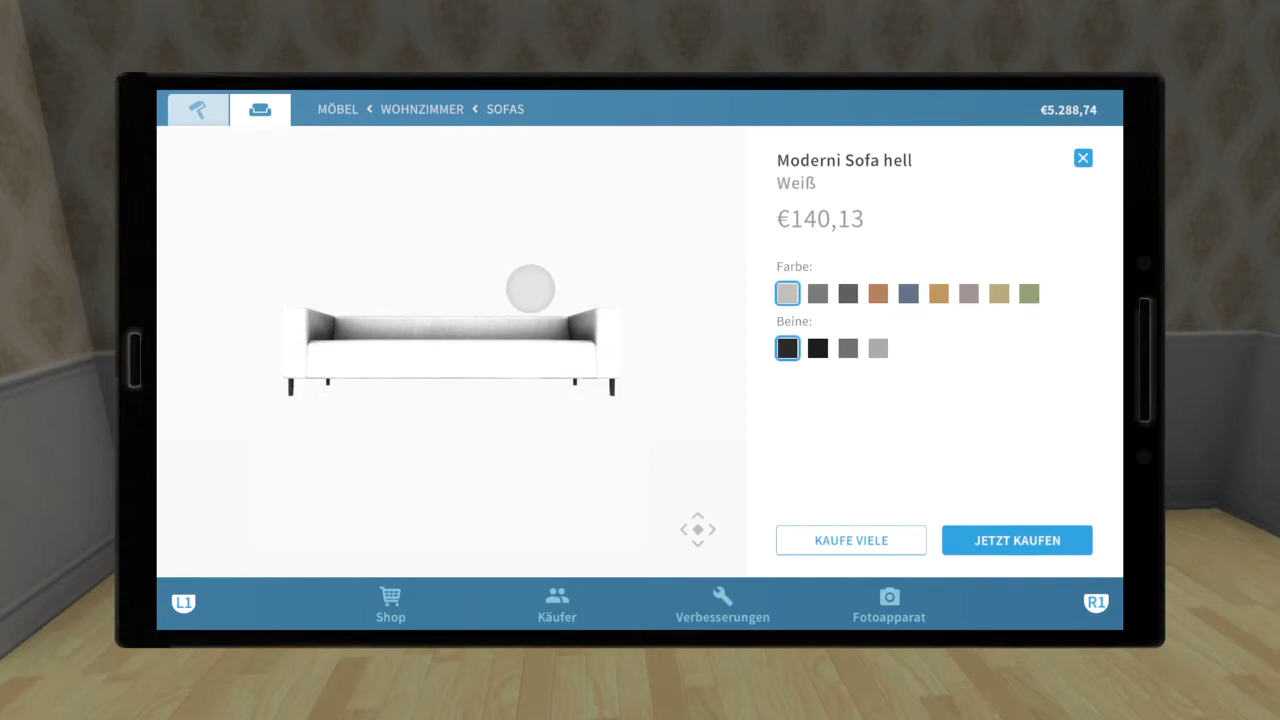 MÖBEL < WOHNZIMMER < SOFAS
€5.288,74
Moderni Sofa hell
Weiß
€140,13
Farbe:
Beine:
KAUFE VIELE
JETZT KAUFEN
L1
Shop
Käufer
Verbesserungen
Fotoapparat
R1